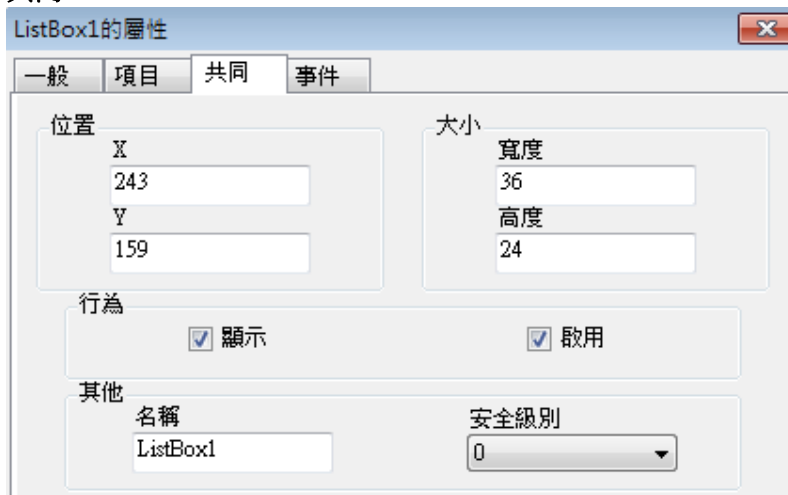 ListBox1的屬性
一般 項目 共同 事件
位置 大小
X 寬度
243 36
Y 高度
159 24
行為
顯示 啟用
其他
名稱 安全級別
ListBox1 0